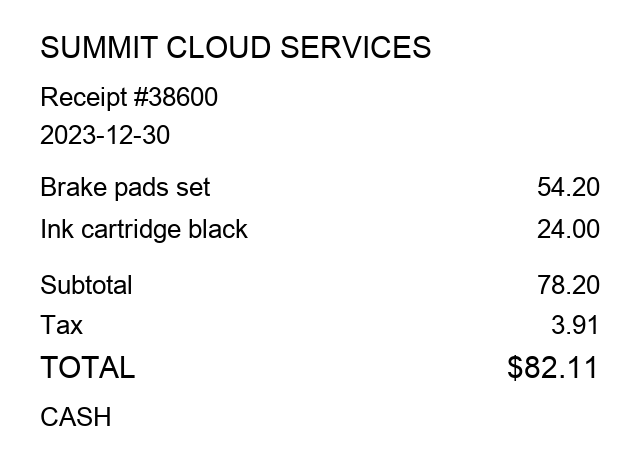 SUMMIT CLOUD SERVICES
Receipt #38600
2023-12-30
Brake pads set 54.20
Ink cartridge black 24.00
Subtotal 78.20
Tax 3.91
TOTAL $82.11
CASH